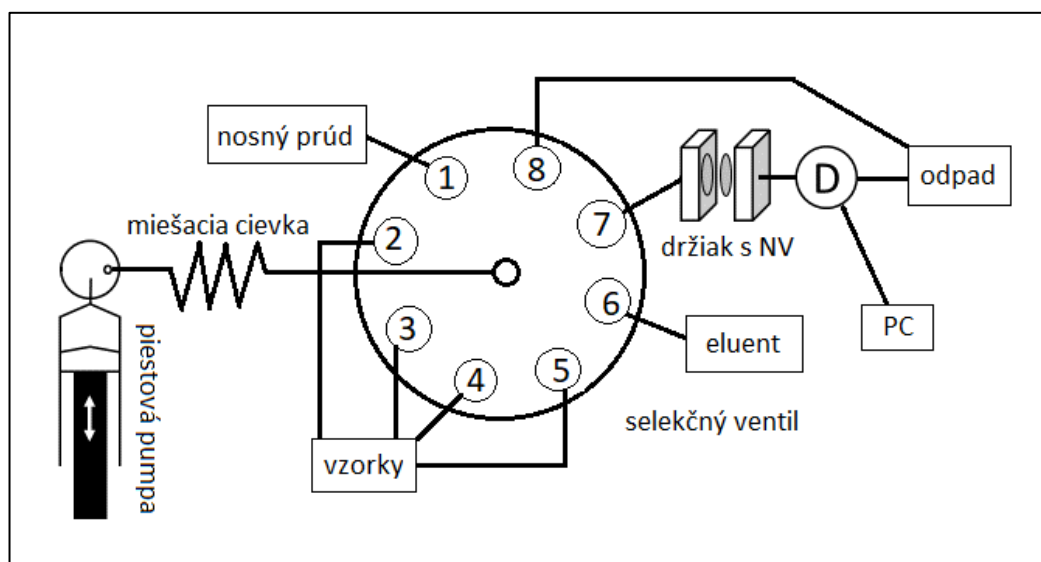 nosný prúd
1
8
odpad
D
7
držiak s NV
miešacia cievka
2
6
PC
eluent
3
piestová pumpa
4
5
selekčný ventil
vzorky